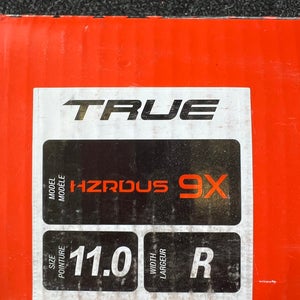 TRUE
MODEL
MODÈLE
HZRDUS 9X
SIZE
POINTURE
11.0
WIDTH
LARGEUR
R